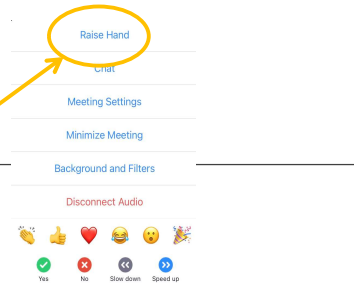 Raise Hand
Chat
Meeting Settings
Minimize Meeting
Background and Filters
Disconnect Audio
Yes No Slow down Speed up